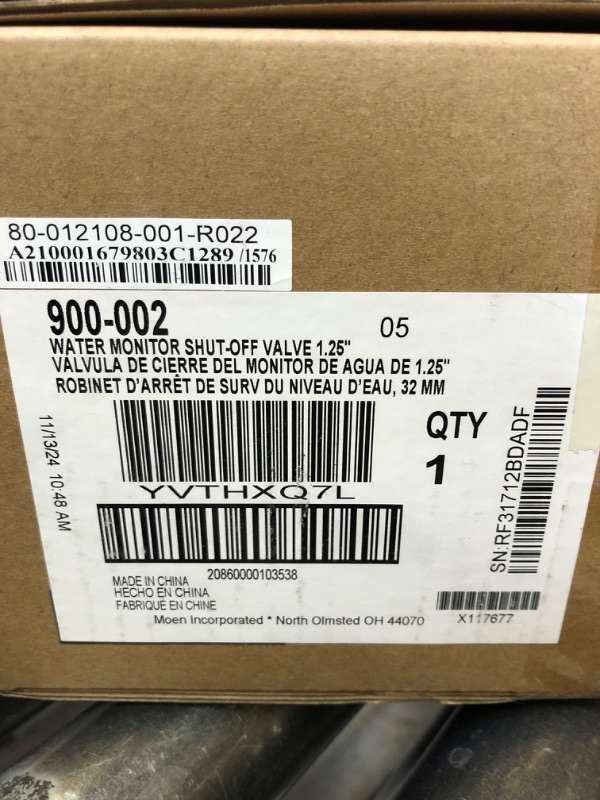 80-012108-001-R022
A210001679803C1289 /1576
900-002
05
WATER MONITOR SHUT-OFF VALVE 1.25"
VALVULA DE CIERRE DEL MONITOR DE AGUA DE 1.25"
ROBINET D'ARRÊT DE SURV DU NIVEAU D'EAU, 32 MM
11/13/24 10:48 AM
YVTHXQ7L
QTY
1
SN:RF31712BDADF
20860000103538
MADE IN CHINA
HECHO EN CHINA
FABRIQUÉ EN CHINE
Moen Incorporated * North Olmsted OH 44070
X117677